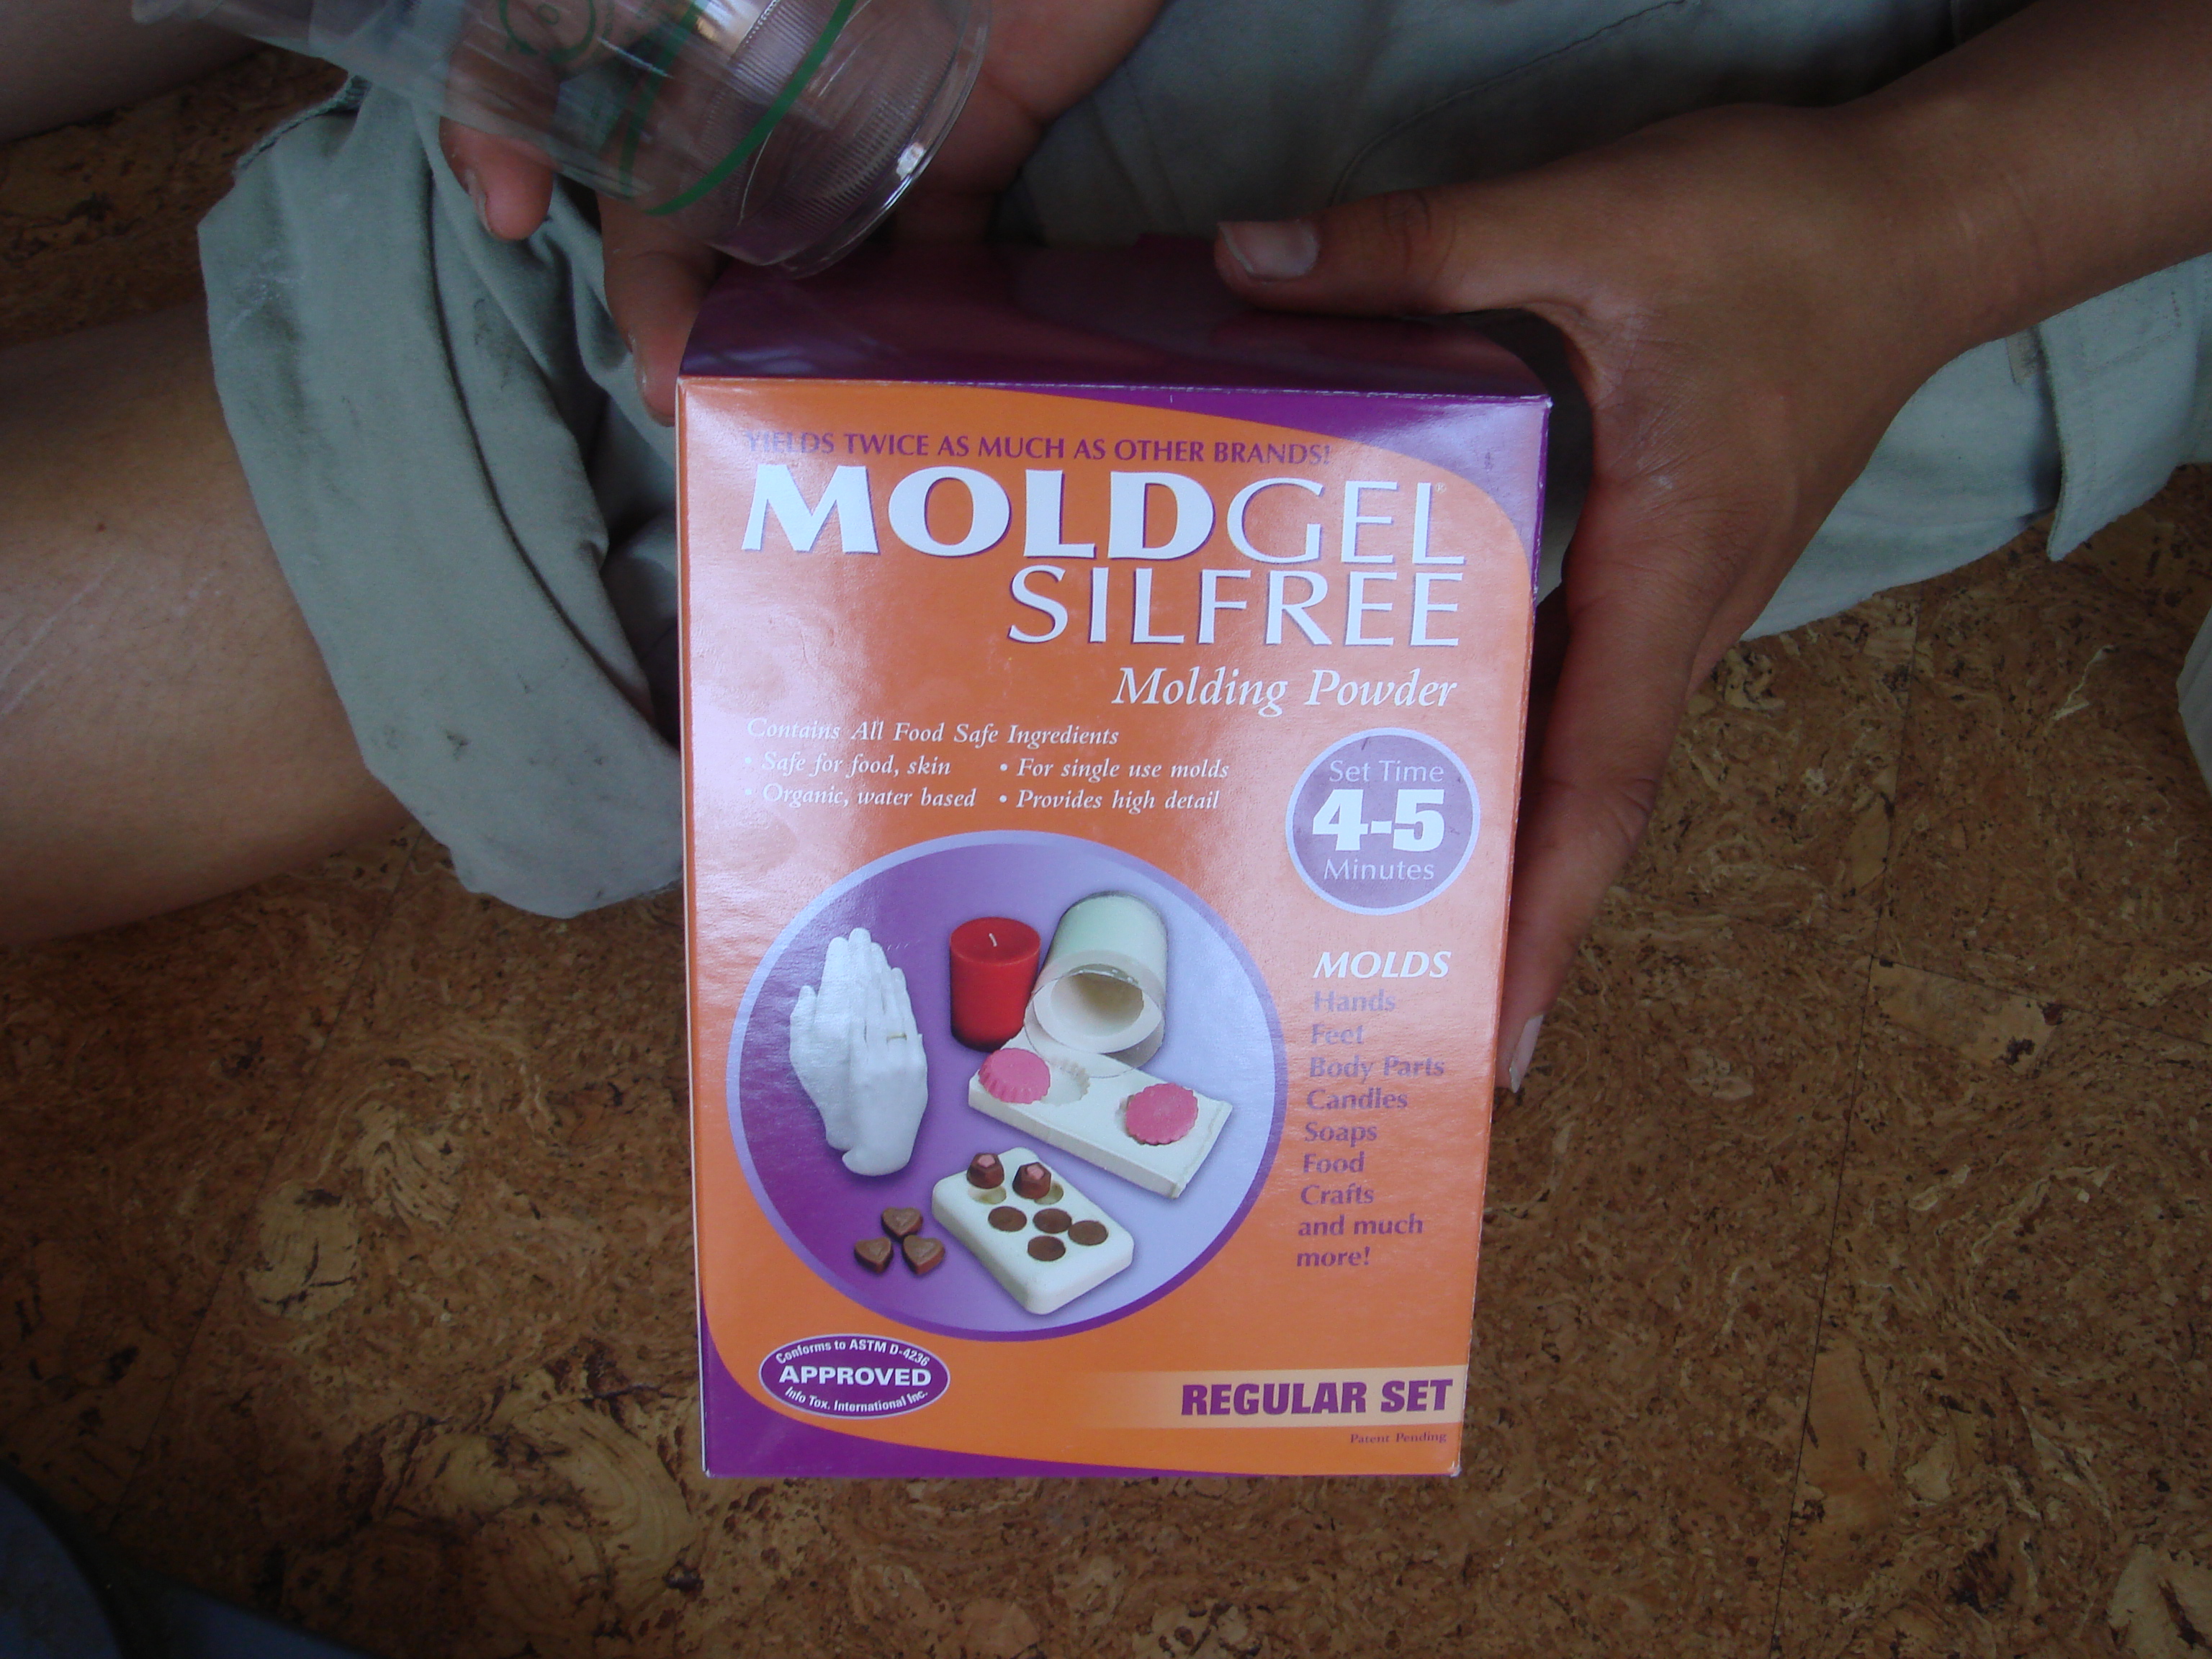 YIELDS TWICE AS MUCH AS OTHER BRANDS!
MOLDGEL®
SILFREE
Molding Powder
Contains All Food Safe Ingredients
• Safe for food, skin • For single use molds
• Organic, water based • Provides high detail
Set Time
4-5
Minutes
MOLDS
Hands
Feet
Body Parts
Candles
Soaps
Food
Crafts
and much
more!
Conforms to ASTM D-4236
APPROVED
Info Tox. International Inc.
REGULAR SET
Patent Pending